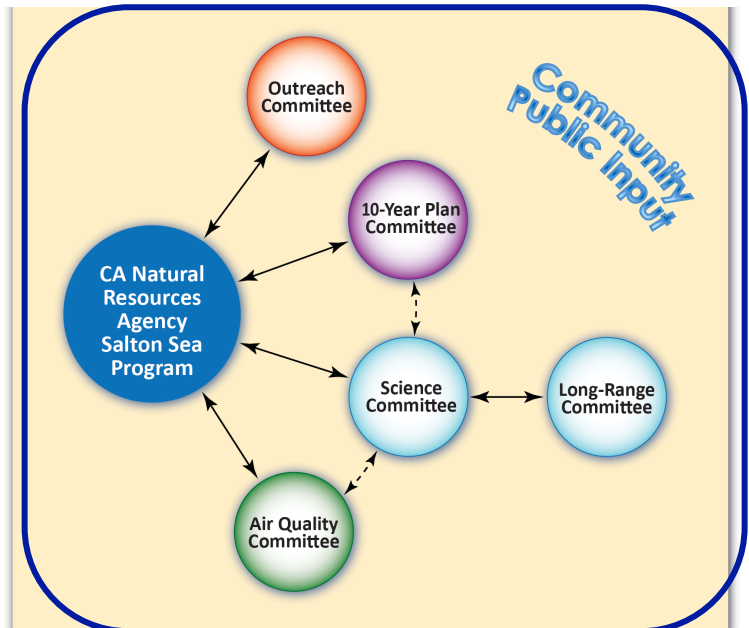 Outreach
Committee
Community
Public Input
10-Year Plan
Committee
CA Natural
Resources
Agency
Salton Sea
Program
Science
Committee
Long-Range
Committee
Air Quality
Committee